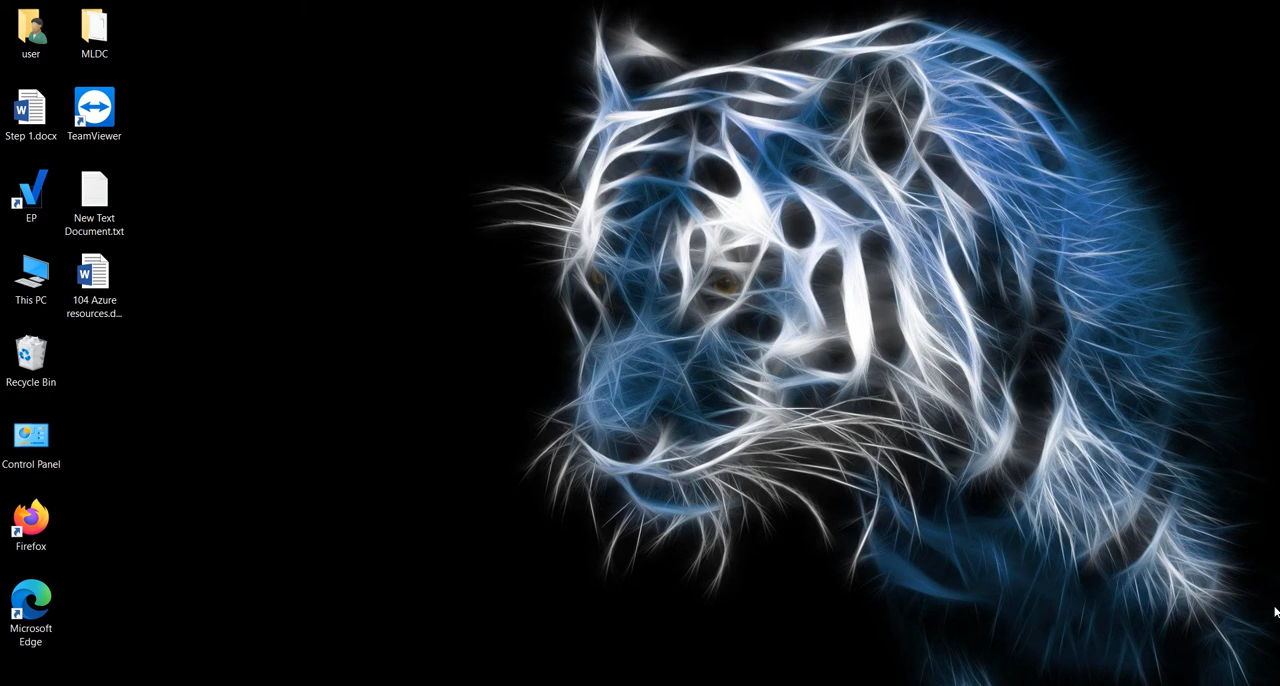 user
MLDC
Step 1.docx
TeamViewer
EP
New Text
Document.txt
This PC
104 Azure
resources.d...
Recycle Bin
Control Panel
Firefox
Microsoft
Edge